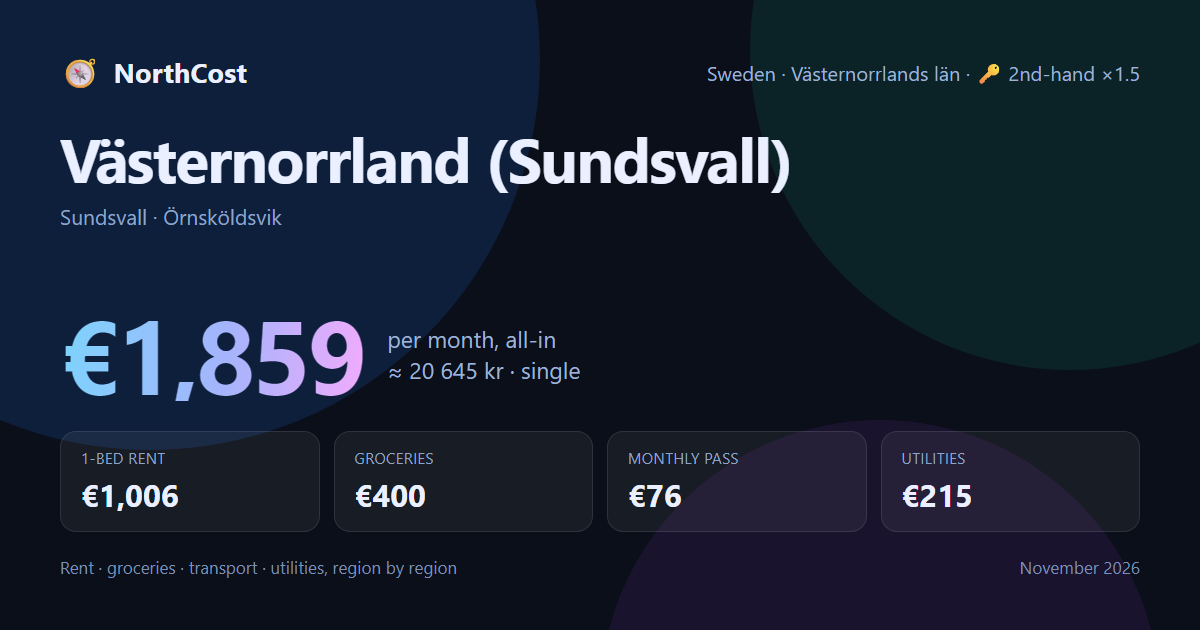 NorthCost
Sweden · Västernorrlands län · 🔑 2nd-hand ×1.5
Västernorrland (Sundsvall)
Sundsvall · Örnsköldsvik
€1,859
per month, all-in
≈ 20 645 kr · single
1-BED RENT
€1,006
GROCERIES
€400
MONTHLY PASS
€76
UTILITIES
€215
Rent · groceries · transport · utilities, region by region
November 2026